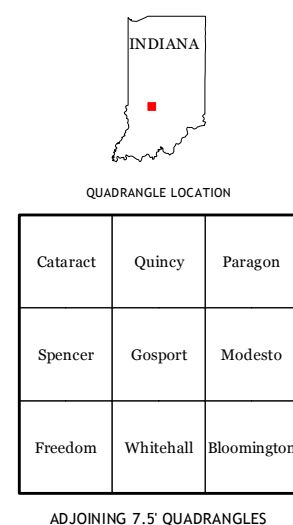 INDIANA
QUADRANGLE LOCATION
Cataract Quincy Paragon
Spencer Gosport Modesto
Freedom Whitehall Bloomington
ADJOINING 7.5' QUADRANGLES